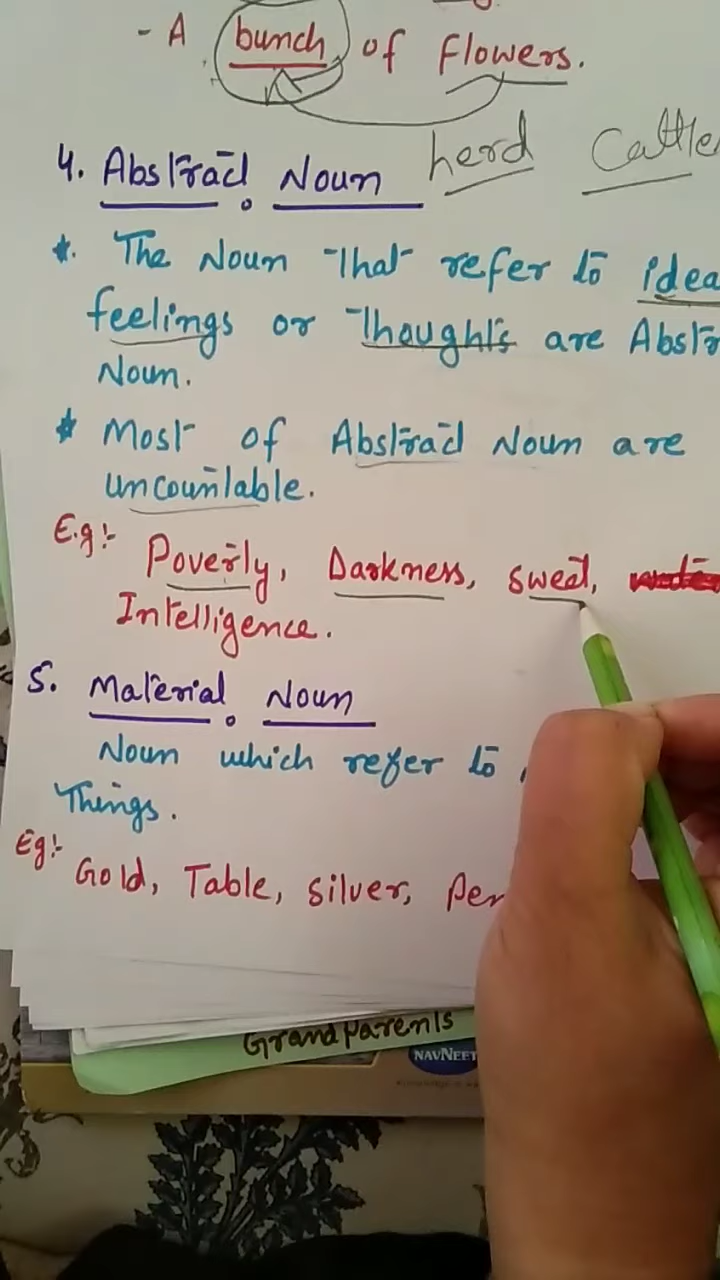 - A bunch of Flowers.
herd Cattle
4. Abstract Noun
*. The Noun That refer to idea
feelings or Thoughts are Abstr
Noun.
* Most of Abstract Noun are
uncountable.
E.g:- Poverty, Darkness, sweet,
Intelligence.
5. Material Noun
Noun which refer to
Things.
Eg:- Gold, Table, silver, Pen
Grandparents
NAVNEET